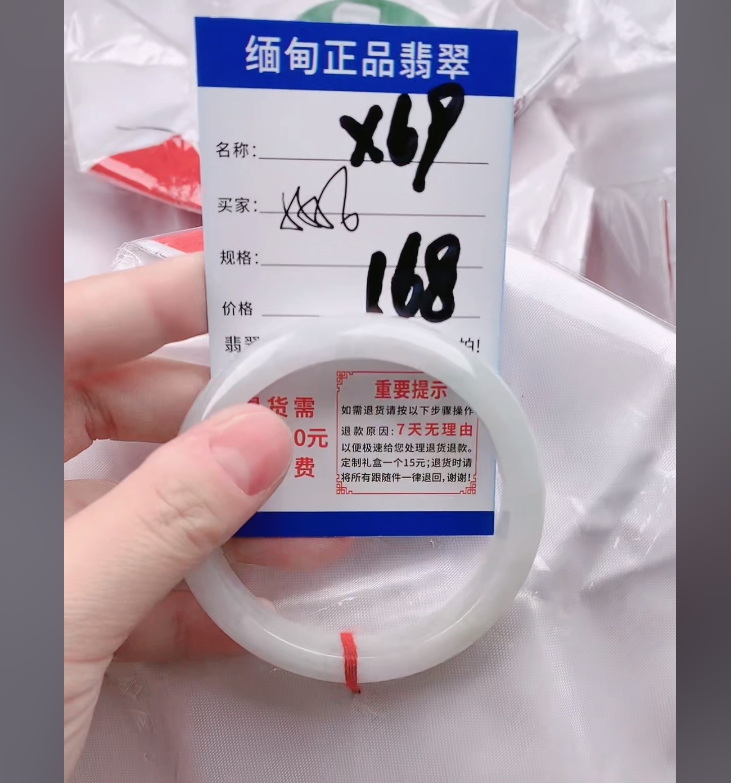 缅甸正品翡翠
名称: X69
买家:
规格:
价格 168
翡翠 怕!
货需
0元
费
重要提示
如需退货请按以下步骤操作
退款原因:7天无理由
以便极速给您处理退货退款。
定制礼盒一个15元;退货时请
将所有跟随件一律退回,谢谢!